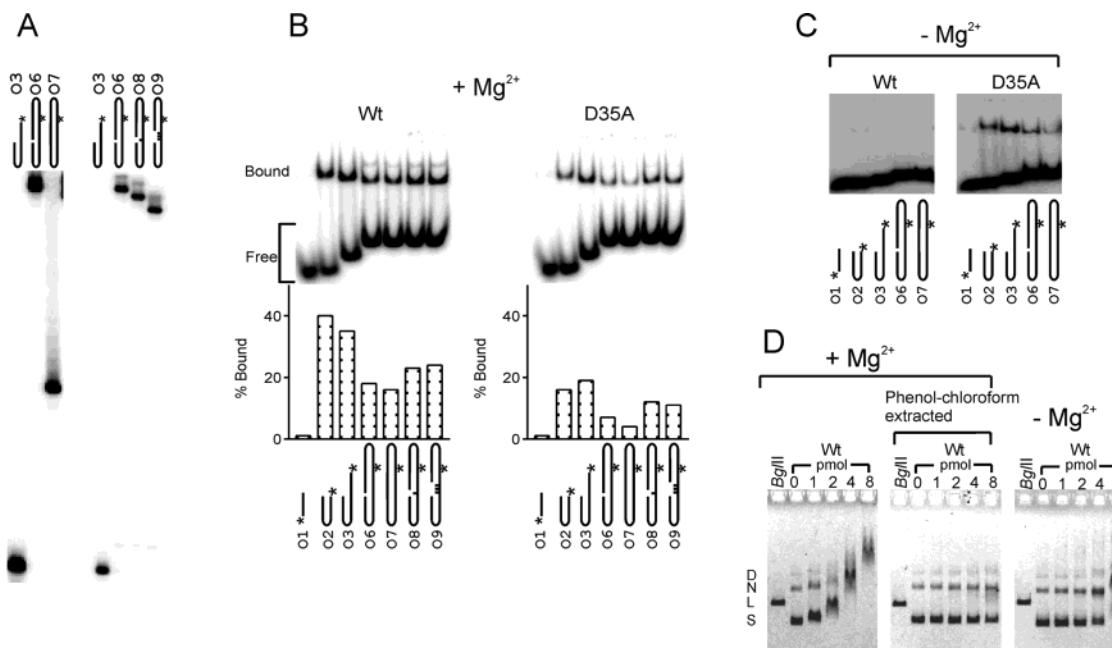 A
o3 o6 o7 o3 o6 o8 o9
B
+ Mg²⁺
Wt D35A
Bound
Free
% Bound
40
20
0
o1 o2 o3 o6 o7 o8 o9
% Bound
40
20
0
o1 o2 o3 o6 o7 o8 o9
C
- Mg²⁺
Wt D35A
o1 o2 o3 o6 o7 o1 o2 o3 o6 o7
D
+ Mg²⁺
Phenol-chloroform
extracted
- Mg²⁺
Wt Wt Wt
BglII pmol BglII pmol BglII pmol
0 1 2 4 8 0 1 2 4 8 0 1 2 4
D
N
L
S